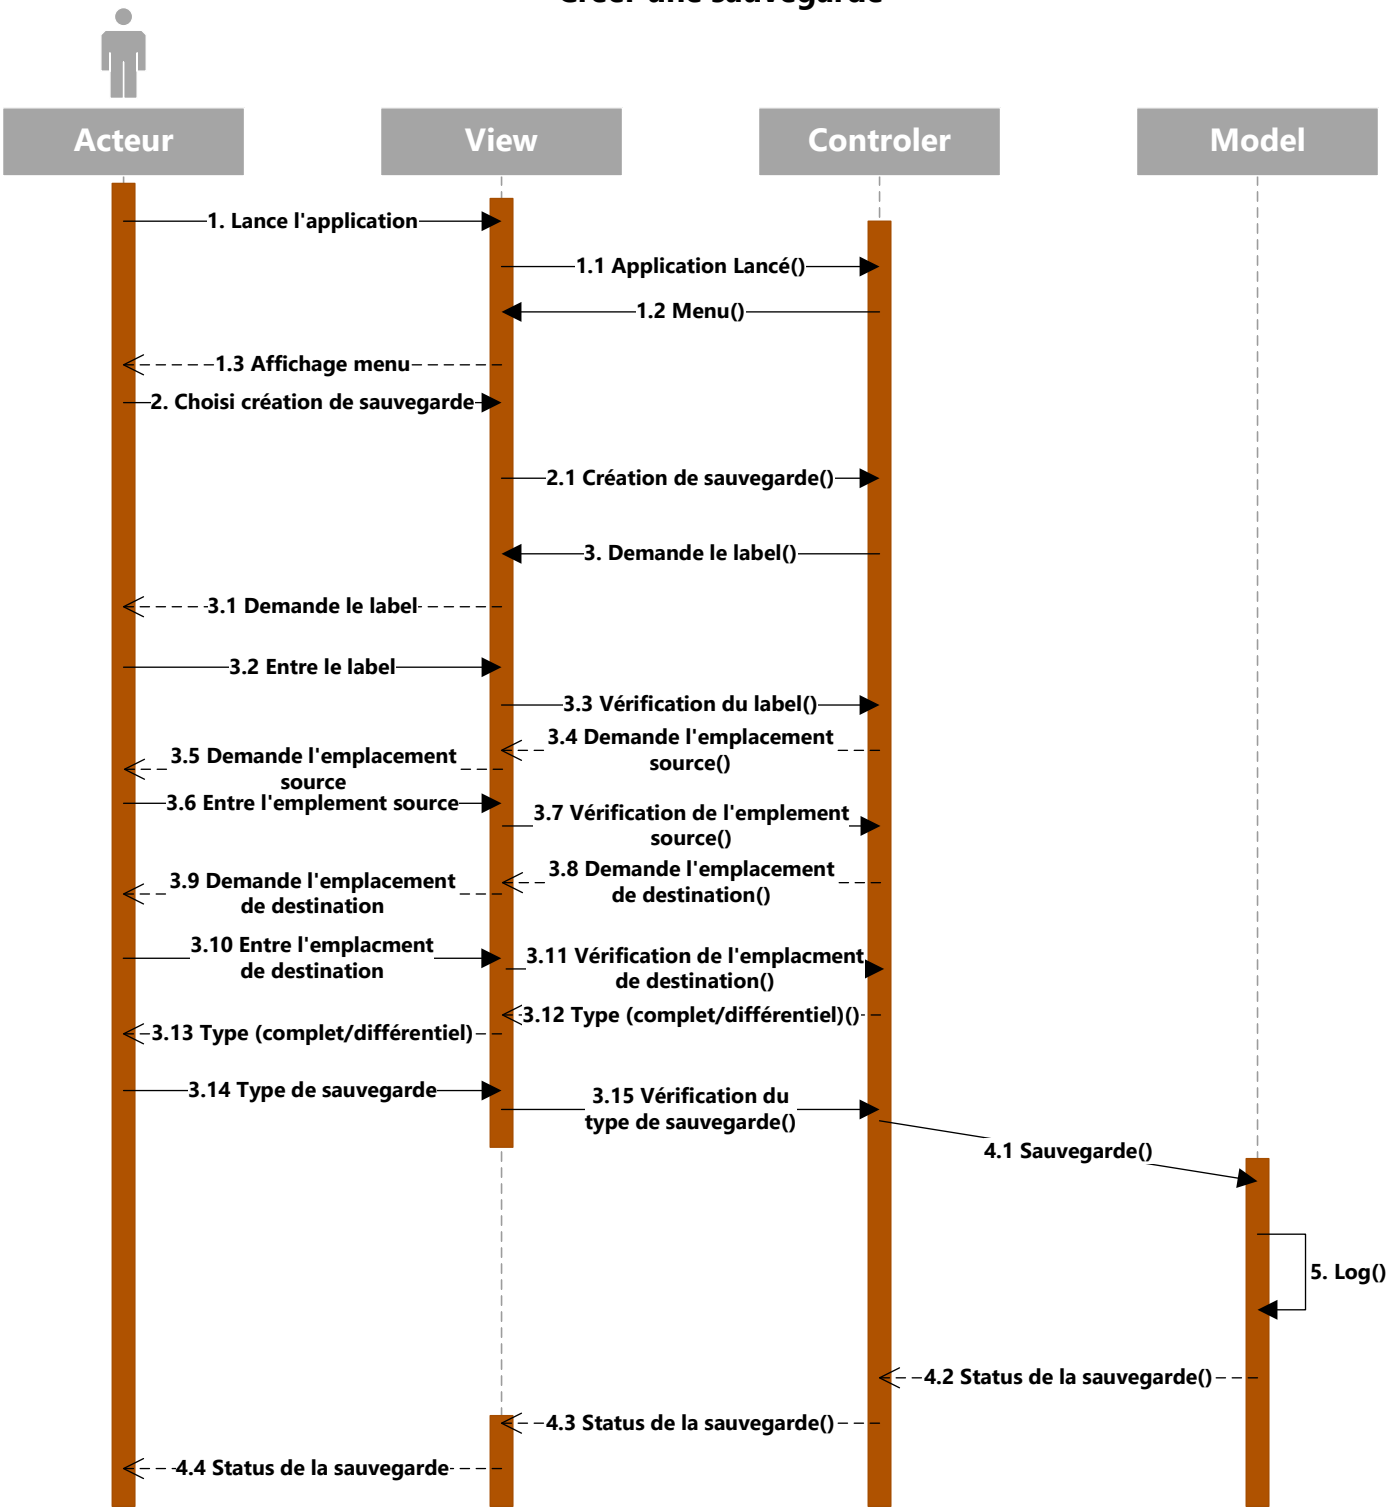 Créer une sauvegarde
Acteur
View
Controler
Model
1. Lance l'application
1.1 Application Lancé()
1.2 Menu()
1.3 Affichage menu
2. Choisi création de sauvegarde
2.1 Création de sauvegarde()
3. Demande le label()
3.1 Demande le label
3.2 Entre le label
3.3 Vérification du label()
3.4 Demande l'emplacement
source()
3.5 Demande l'emplacement
source
3.6 Entre l'emplement source
3.7 Vérification de l'emplement
source()
3.8 Demande l'emplacement
de destination()
3.9 Demande l'emplacement
de destination
3.10 Entre l'emplacment
de destination
3.11 Vérification de l'emplacment
de destination()
3.12 Type (complet/différentiel)()
3.13 Type (complet/différentiel)
3.14 Type de sauvegarde
3.15 Vérification du
type de sauvegarde()
4.1 Sauvegarde()
5. Log()
4.2 Status de la sauvegarde()
4.3 Status de la sauvegarde()
4.4 Status de la sauvegarde